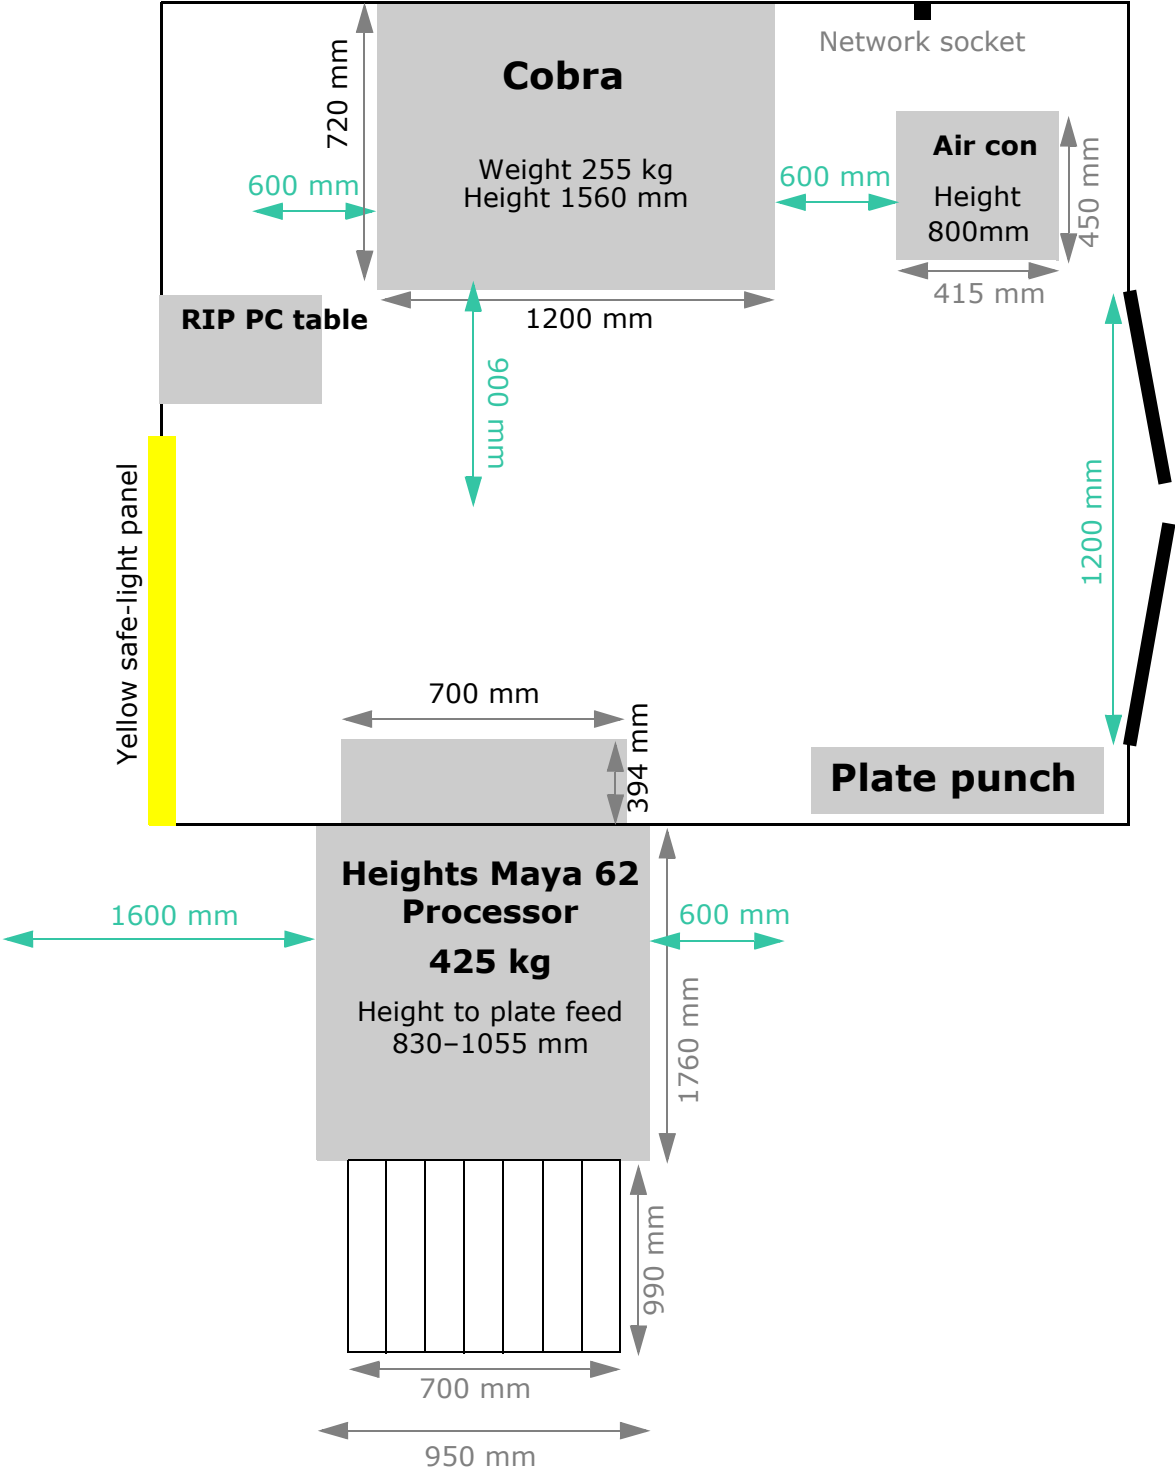 Network socket
Cobra
720 mm
Weight 255 kg
Height 1560 mm
600 mm
600 mm
Air con
Height
800mm
450 mm
415 mm
1200 mm
RIP PC table
900 mm
1200 mm
Yellow safe-light panel
700 mm
394 mm
Plate punch
Heights Maya 62
Processor
425 kg
Height to plate feed
830–1055 mm
1600 mm
600 mm
1760 mm
990 mm
700 mm
950 mm